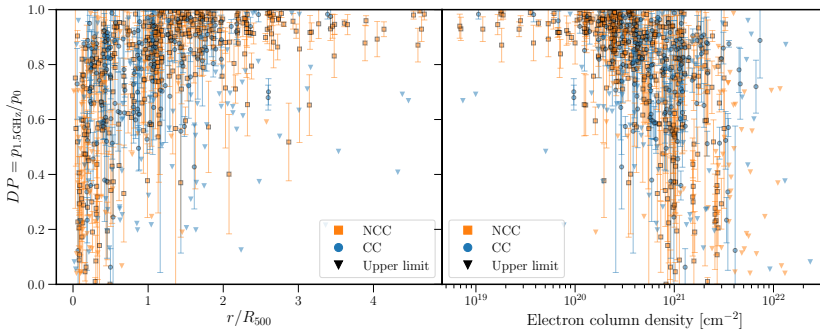 1.0
0.8
0.6
0.4
0.2
0.0
DP = p1.5GHz/p0
0 1 2 3 4
r/R500
NCC
CC
Upper limit
10^19 10^20 10^21 10^22
Electron column density [cm^−2]
NCC
CC
Upper limit